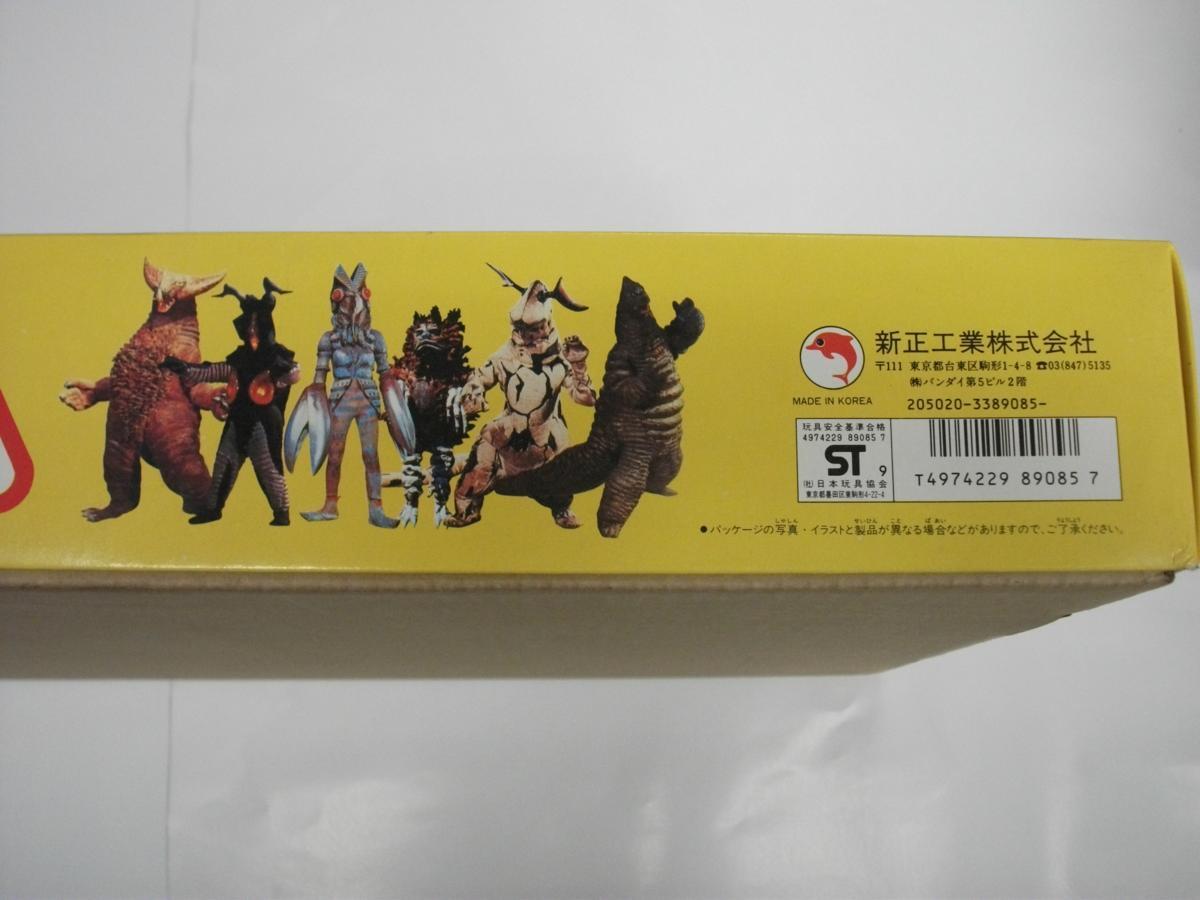 新正工業株式会社
〒111 東京都台東区駒形1-4-8 ☎03(847)5135
㈱バンダイ第5ビル2階
MADE IN KOREA
205020-3389085-
玩具安全基準合格
4974229 89085 7
ST 9
(社)日本玩具協会
東京都墨田区東駒形4-22-4
T4974229 89085 7
●パッケージの写真・イラストと製品が異なる場合などがありますので、ご了承ください。